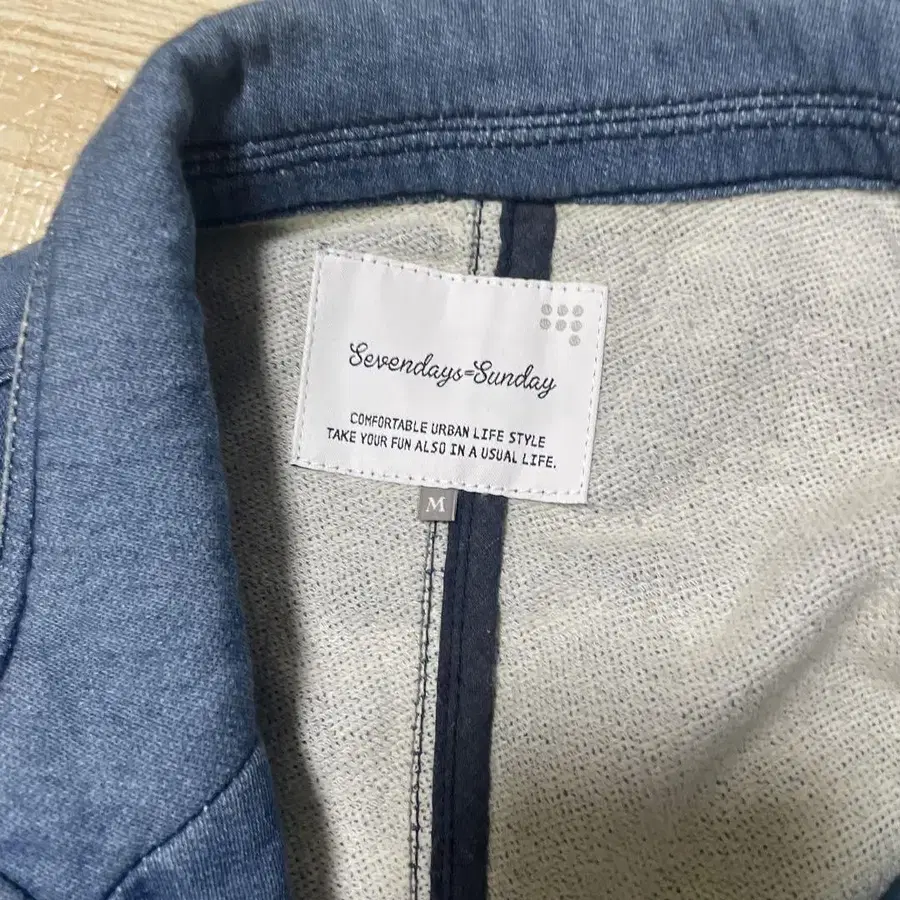 Sevendays=Sunday
COMFORTABLE URBAN LIFE STYLE
TAKE YOUR FUN ALSO IN A USUAL LIFE.
M